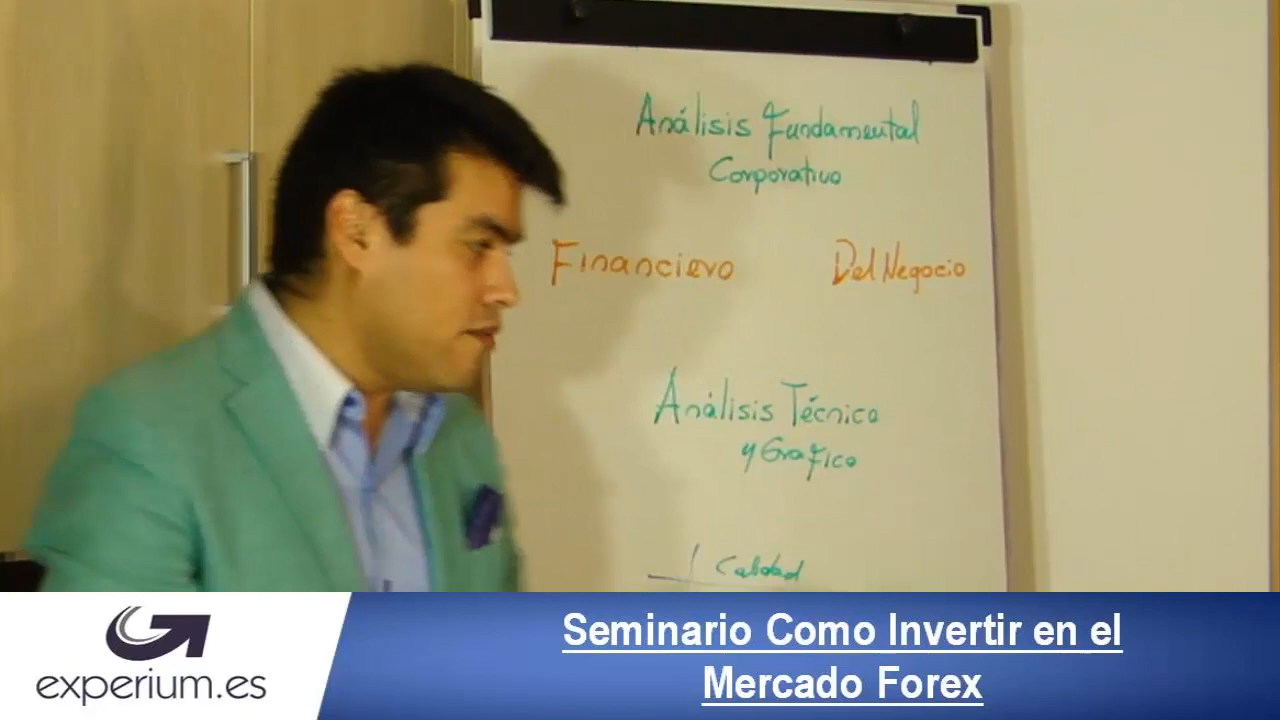 Análisis Fundamental
Corporativo
Financiero
Del Negocio
Análisis Técnico
y Grafico
Calidad
experium.es
Seminario Como Invertir en el
Mercado Forex